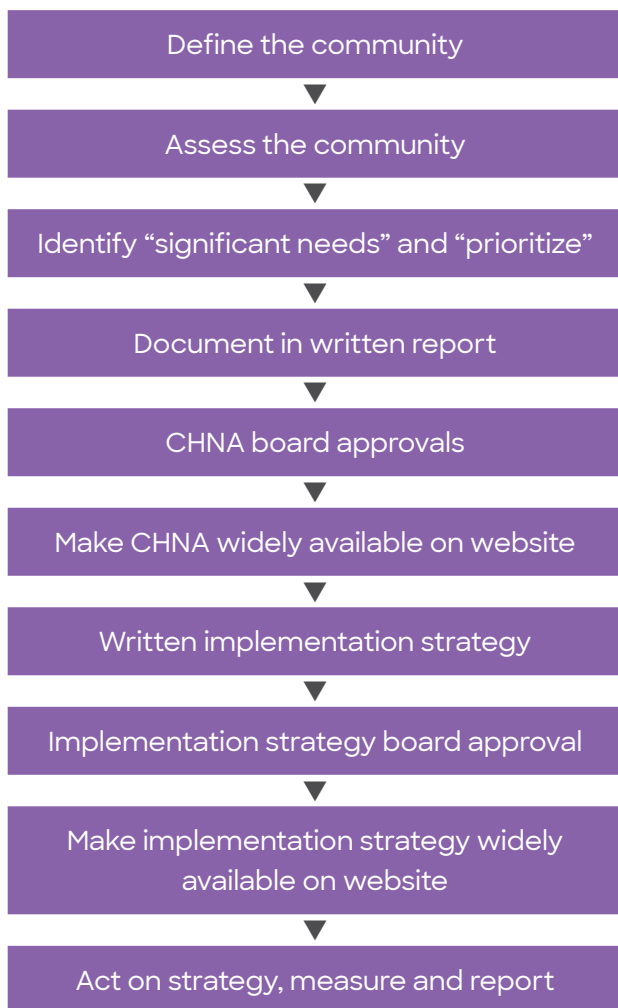 Define the community
Assess the community
Identify “significant needs” and “prioritize”
Document in written report
CHNA board approvals
Make CHNA widely available on website
Written implementation strategy
Implementation strategy board approval
Make implementation strategy widely
available on website
Act on strategy, measure and report